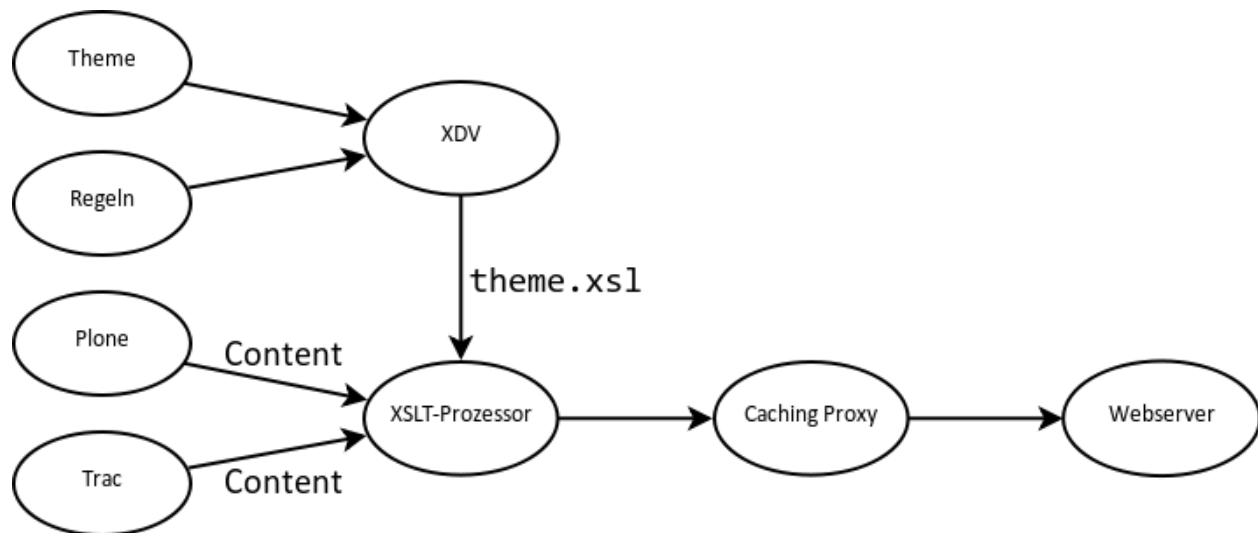 Theme
XDV
Regeln
theme.xsl
Plone
Content
XSLT-Prozessor
Caching Proxy
Webserver
Trac
Content